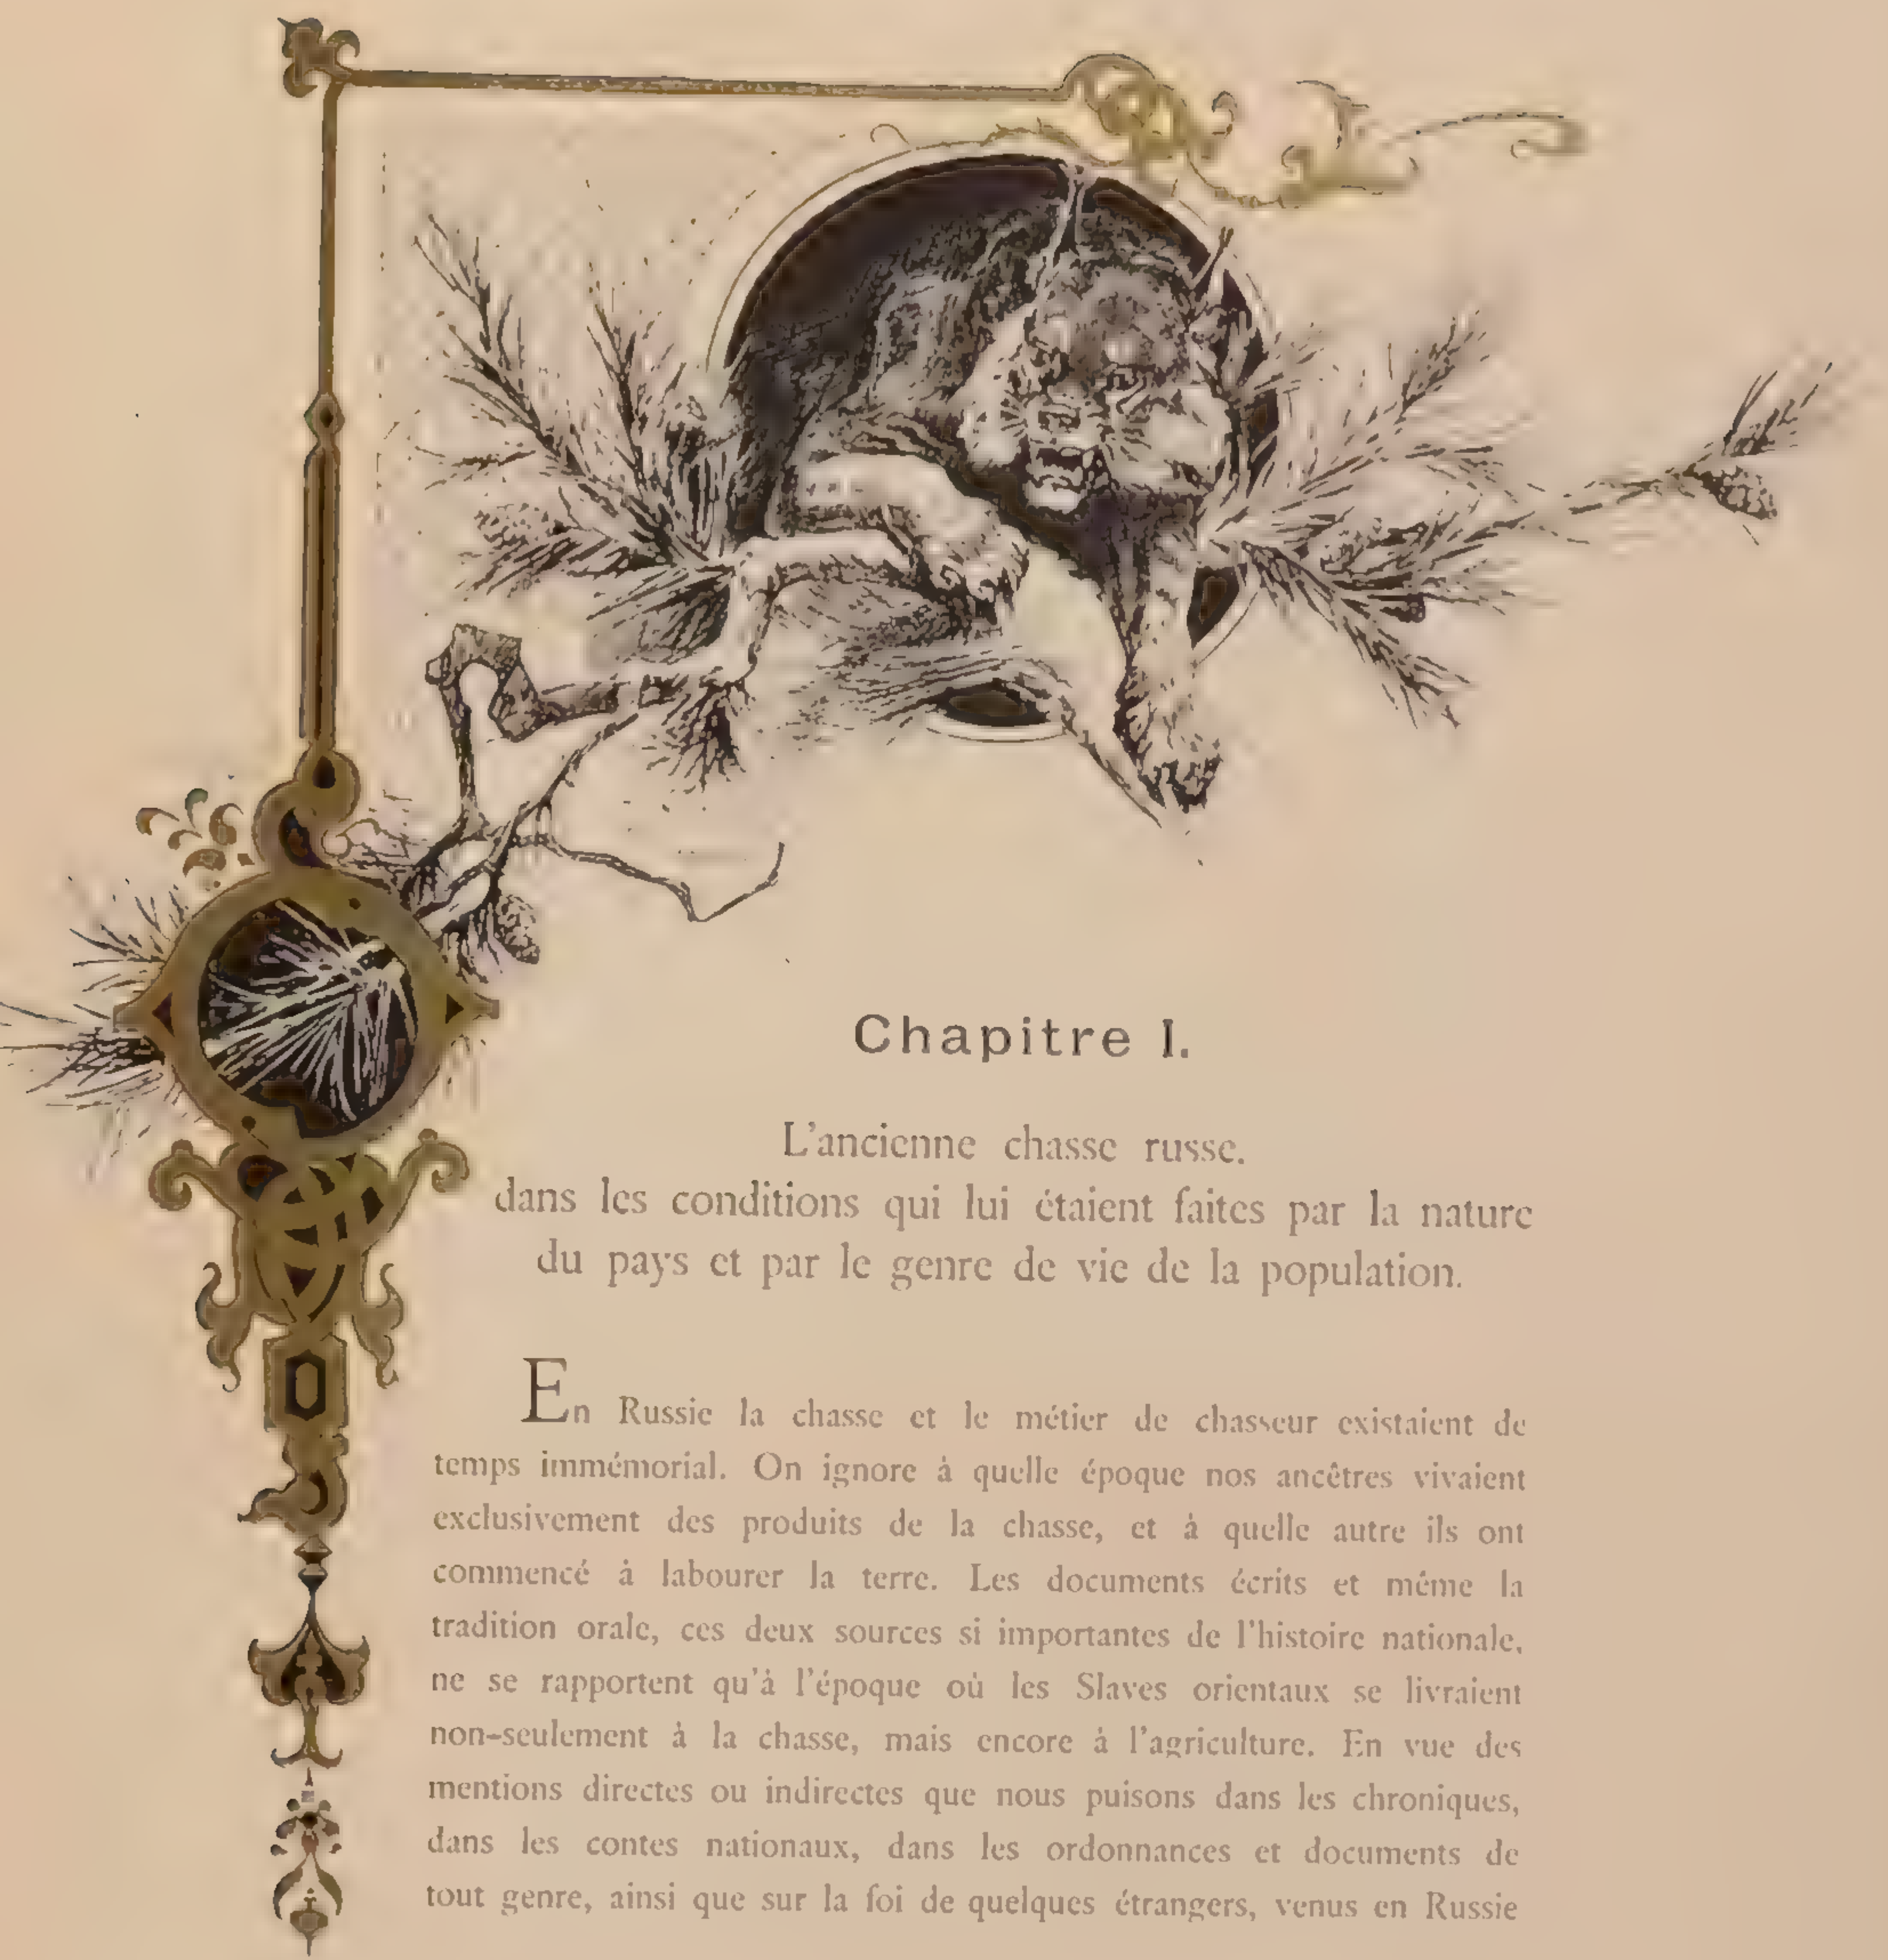 Chapitre I.
L'ancienne chasse russe.
dans les conditions qui lui étaient faites par la nature
du pays et par le genre de vie de la population.
En Russie la chasse et le métier de chasseur existaient de
temps immémorial. On ignore à quelle époque nos ancêtres vivaient
exclusivement des produits de la chasse, et à quelle autre ils ont
commencé à labourer la terre. Les documents écrits et même la
tradition orale, ces deux sources si importantes de l'histoire nationale,
ne se rapportent qu'à l'époque où les Slaves orientaux se livraient
non-seulement à la chasse, mais encore à l'agriculture. En vue des
mentions directes ou indirectes que nous puisons dans les chroniques,
dans les contes nationaux, dans les ordonnances et documents de
tout genre, ainsi que sur la foi de quelques étrangers, venus en Russie